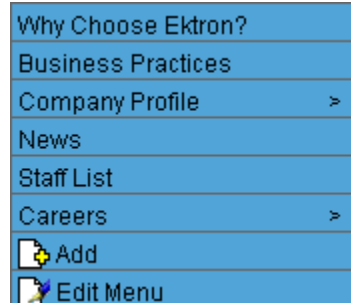 Why Choose Ektron?
Business Practices
Company Profile >
News
Staff List
Careers >
Add
Edit Menu